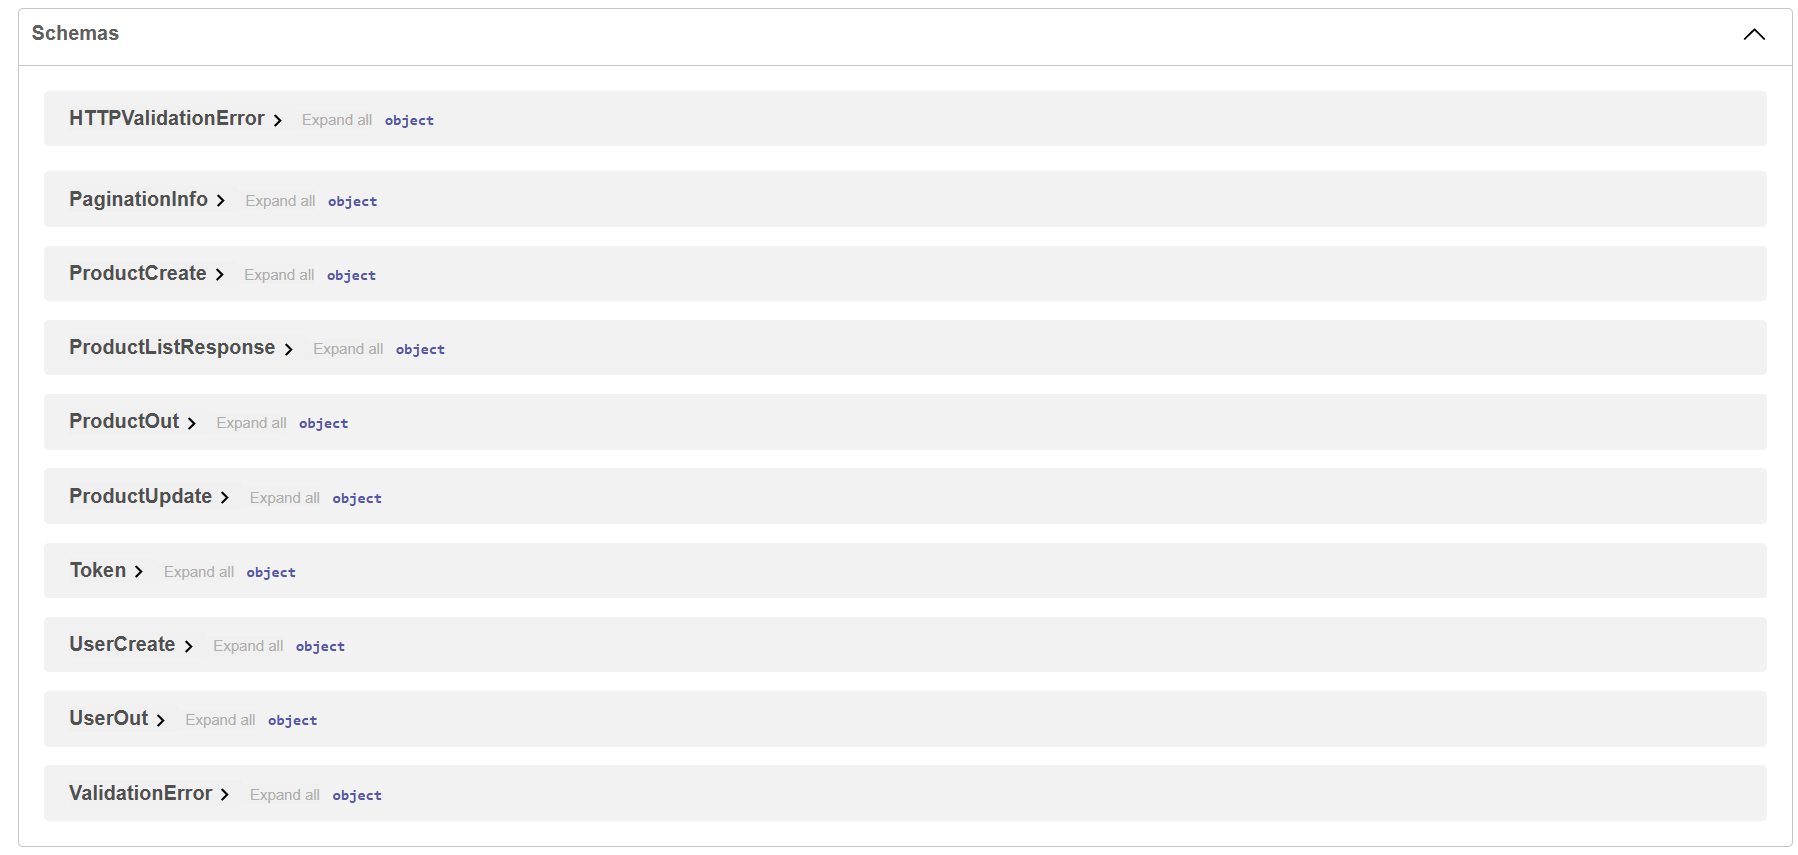 Schemas
HTTPValidationError Expand all object
PaginationInfo Expand all object
ProductCreate Expand all object
ProductListResponse Expand all object
ProductOut Expand all object
ProductUpdate Expand all object
Token Expand all object
UserCreate Expand all object
UserOut Expand all object
ValidationError Expand all object